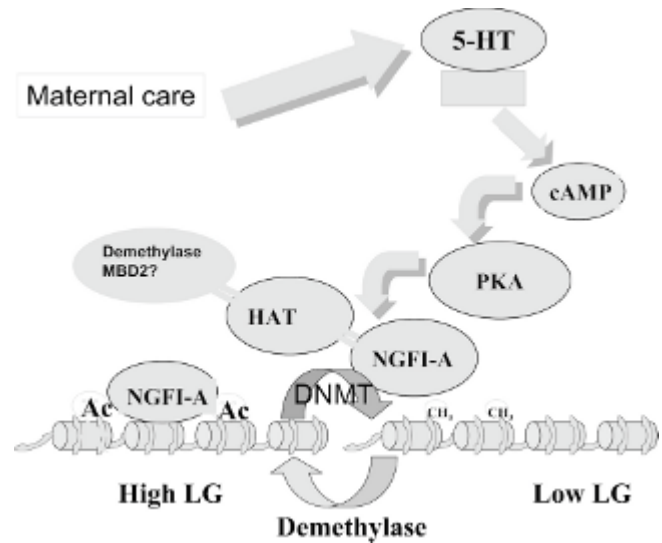 5-HT
Maternal care
cAMP
Demethylase
MBD2?
PKA
HAT
NGFI-A
NGFI-A
DNMT
Ac
Ac
CH₃
CH₃
High LG
Low LG
Demethylase